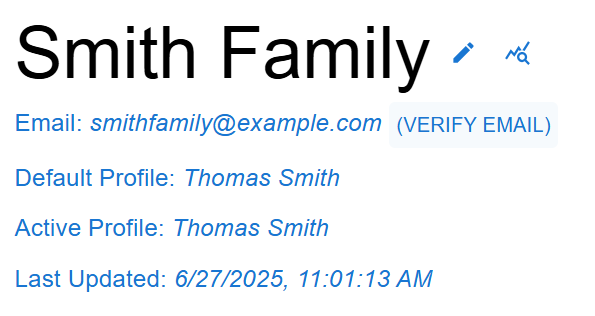 Smith Family
Email: smithfamily@example.com (VERIFY EMAIL)
Default Profile: Thomas Smith
Active Profile: Thomas Smith
Last Updated: 6/27/2025, 11:01:13 AM